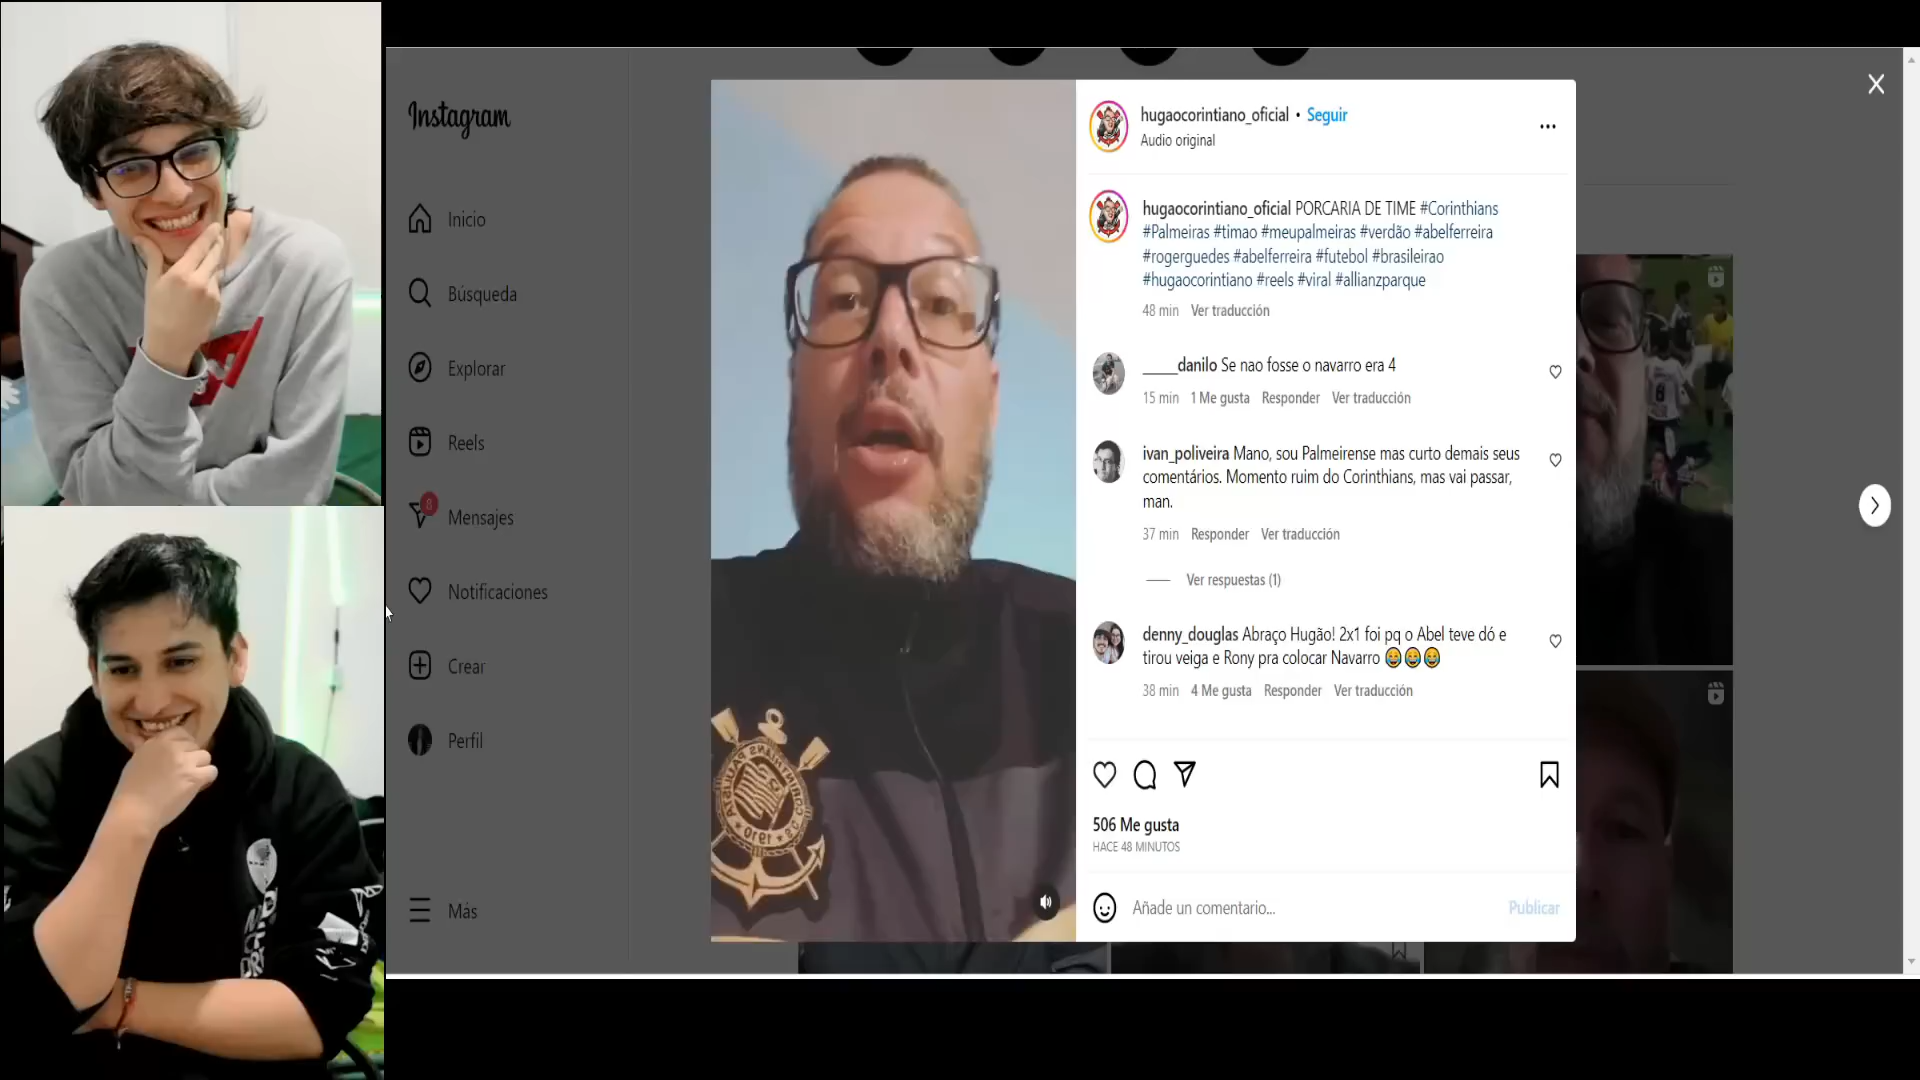 Instagram
Inicio
Búsqueda
Explorar
Reels
8
Mensajes
Notificaciones
Crear
Perfil
Más
hugaocorintiano_oficial • Seguir
Audio original
hugaocorintiano_oficial PORCARIA DE TIME #Corinthians
#Palmeiras #timao #meupalmeiras #verdão #abelferreira
#rogerguedes #abelferreira #futebol #brasileirao
#hugaocorintiano #reels #viral #allianzparque
48 min Ver traducción
_____danilo Se nao fosse o navarro era 4
15 min 1 Me gusta Responder Ver traducción
ivan_poliveira Mano, sou Palmeirense mas curto demais seus
comentários. Momento ruim do Corinthians, mas vai passar,
man.
37 min Responder Ver traducción
Ver respuestas (1)
denny_douglas Abraço Hugão! 2x1 foi pq o Abel teve dó e
tirou veiga e Rony pra colocar Navarro 😂😂😂
38 min 4 Me gusta Responder Ver traducción
506 Me gusta
HACE 48 MINUTOS
Añade un comentario...
Publicar